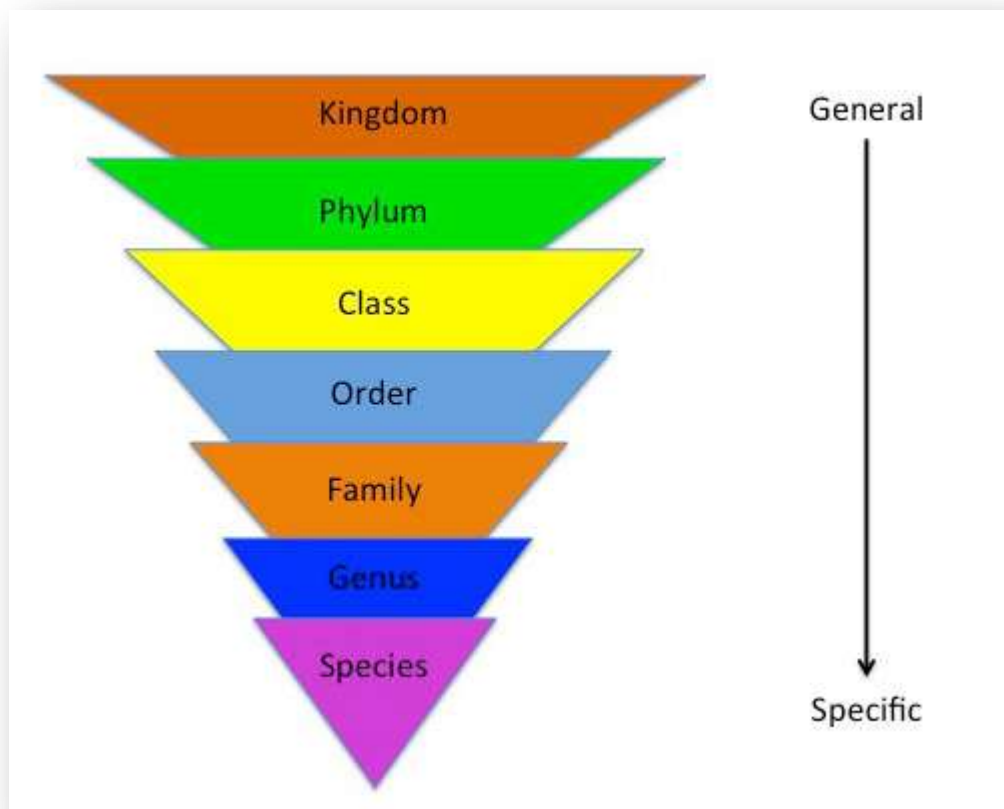 Kingdom
Phylum
Class
Order
Family
Genus
Species
General
Specific